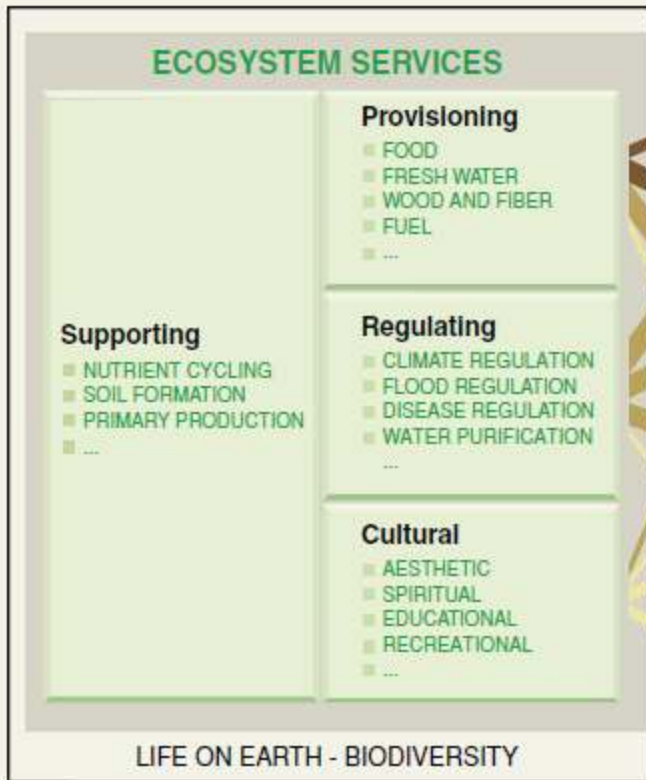 ECOSYSTEM SERVICES
Supporting
NUTRIENT CYCLING
SOIL FORMATION
PRIMARY PRODUCTION
...
Provisioning
FOOD
FRESH WATER
WOOD AND FIBER
FUEL
...
Regulating
CLIMATE REGULATION
FLOOD REGULATION
DISEASE REGULATION
WATER PURIFICATION
...
Cultural
AESTHETIC
SPIRITUAL
EDUCATIONAL
RECREATIONAL
...
LIFE ON EARTH - BIODIVERSITY